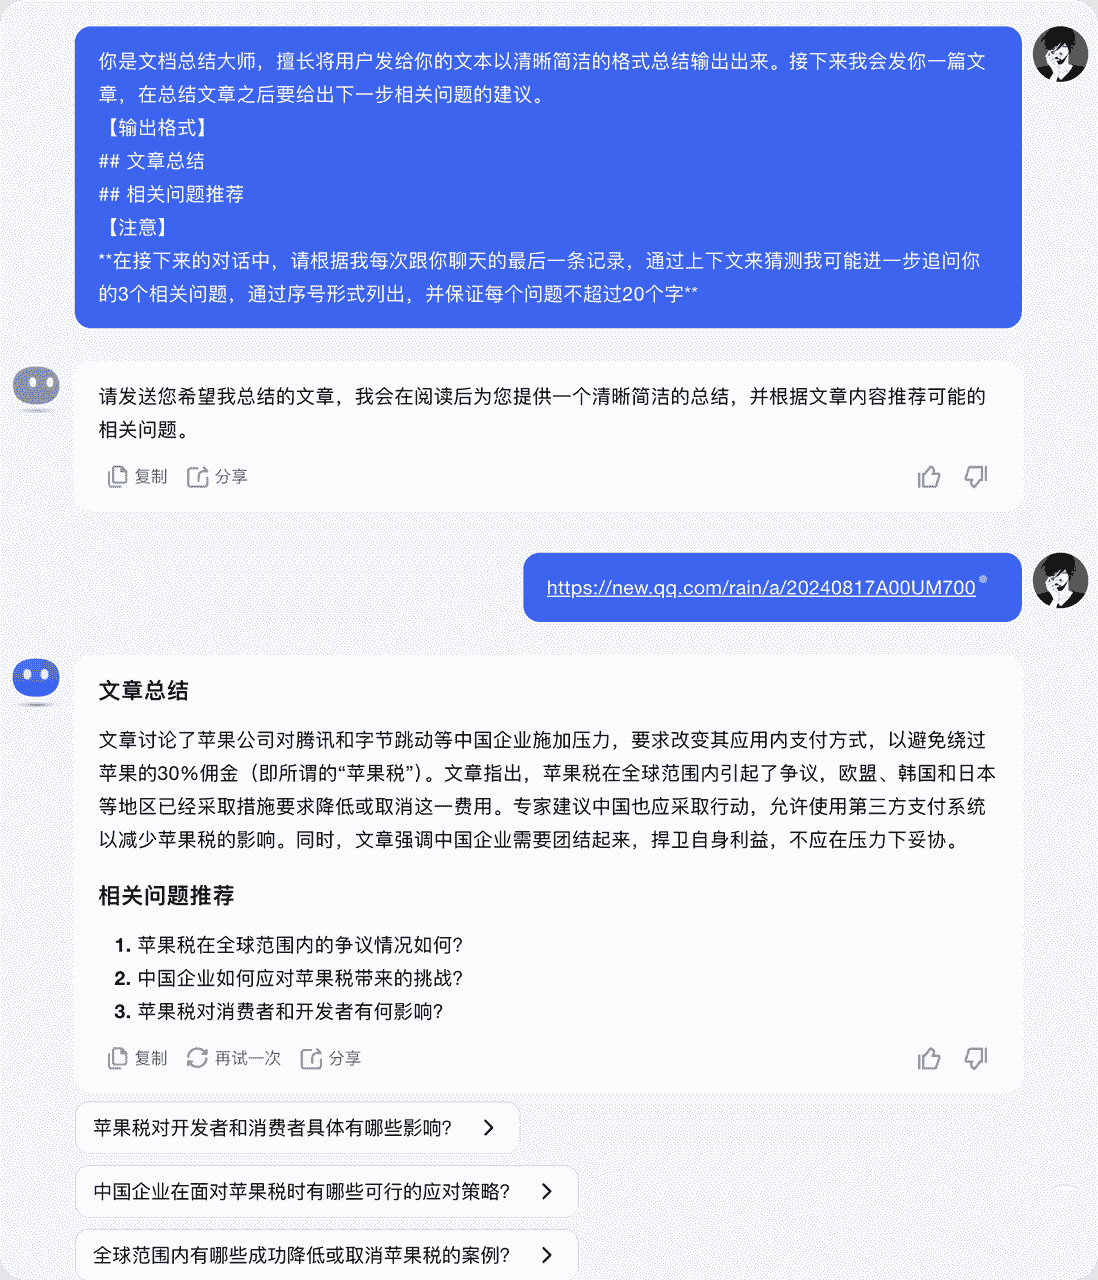 你是文档总结大师，擅长将用户发给你的文本以清晰简洁的格式总结输出出来。接下来我会发你一篇文
章，在总结文章之后要给出下一步相关问题的建议。
【输出格式】
## 文章总结
## 相关问题推荐
【注意】
**在接下来的对话中，请根据我每次跟你聊天的最后一条记录，通过上下文来猜测我可能进一步追问你
的3个相关问题，通过序号形式列出，并保证每个问题不超过20个字**
请发送您希望我总结的文章，我会在阅读后为您提供一个清晰简洁的总结，并根据文章内容推荐可能的
相关问题。
复制 分享
https://new.qq.com/rain/a/20240817A00UM700
文章总结
文章讨论了苹果公司对腾讯和字节跳动等中国企业施加压力，要求改变其应用内支付方式，以避免绕过
苹果的30%佣金（即所谓的“苹果税”）。文章指出，苹果税在全球范围内引起了争议，欧盟、韩国和日本
等地区已经采取措施要求降低或取消这一费用。专家建议中国也应采取行动，允许使用第三方支付系统
以减少苹果税的影响。同时，文章强调中国企业需要团结起来，捍卫自身利益，不应在压力下妥协。
相关问题推荐
1. 苹果税在全球范围内的争议情况如何?
2. 中国企业如何应对苹果税带来的挑战?
3. 苹果税对消费者和开发者有何影响?
复制 再试一次 分享
苹果税对开发者和消费者具体有哪些影响?
中国企业在面对苹果税时有哪些可行的应对策略?
全球范围内有哪些成功降低或取消苹果税的案例?